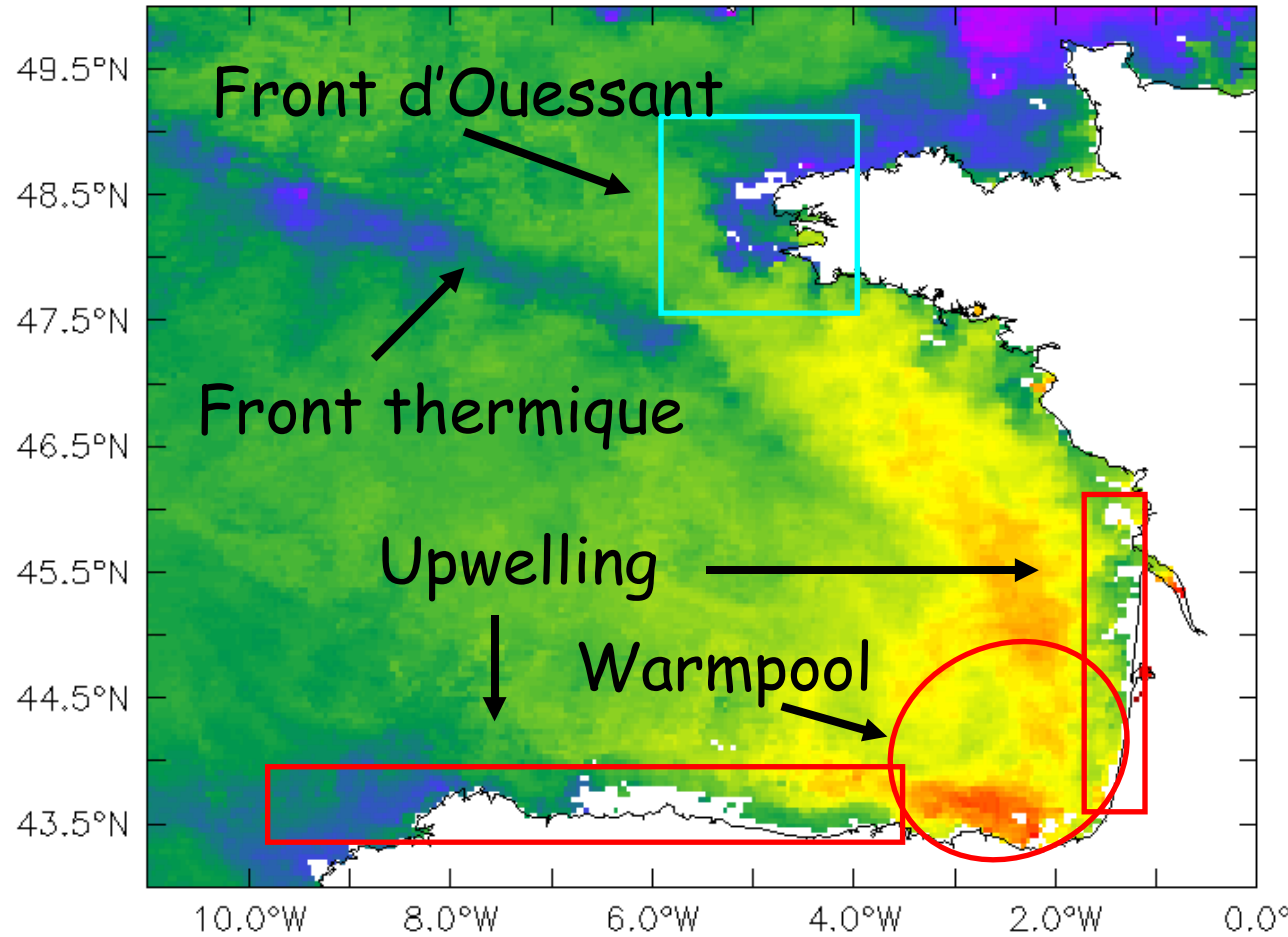 49.5°N
Front d'Ouessant
48.5°N
47.5°N
Front thermique
46.5°N
Upwelling
45.5°N
Warmpool
44.5°N
43.5°N
10.0°W 8.0°W 6.0°W 4.0°W 2.0°W 0.0°